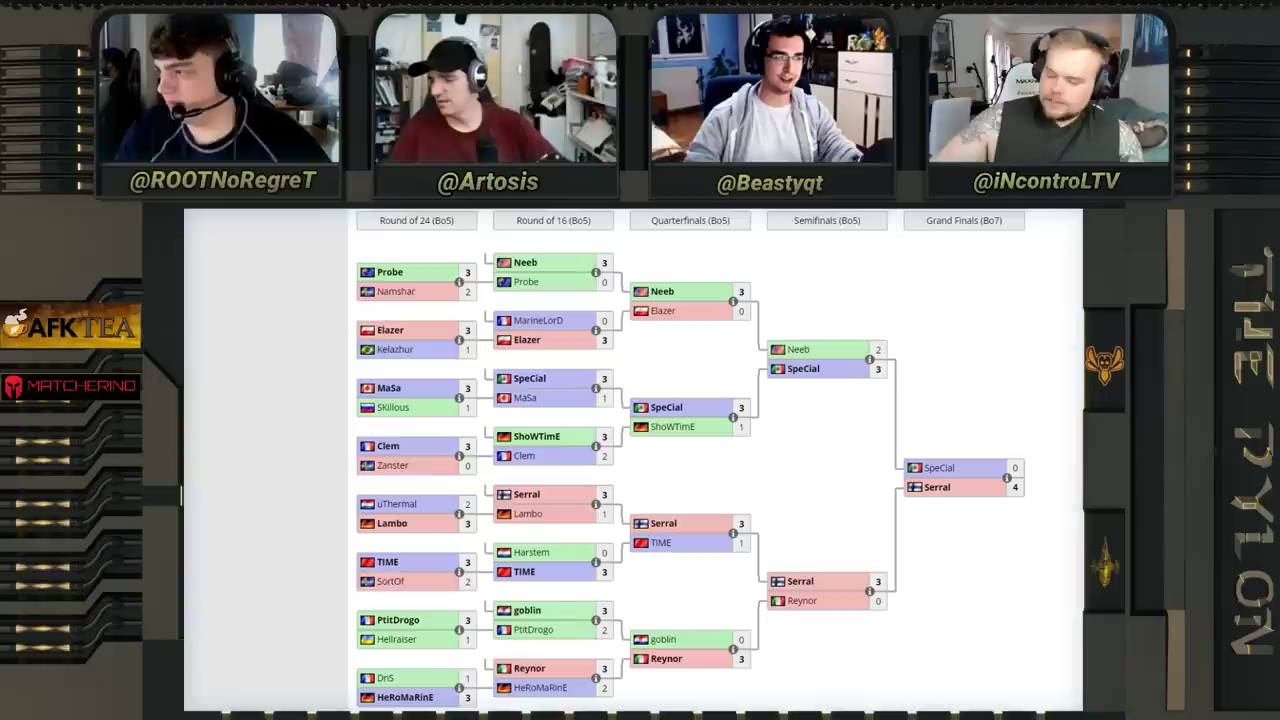 @ROOTNoRegreT
@Artosis
@Beastyqt
@iNcontroLTV
AFKTEA
MATCHERINO
Round of 24 (Bo5)
Round of 16 (Bo5)
Quarterfinals (Bo5)
Semifinals (Bo5)
Grand Finals (Bo7)
Probe 3
Namshar 2
Elazer 3
Kelazhur 1
MaSa 3
SKillous 1
Clem 3
Zanster 0
uThermal 2
Lambo 3
TIME 3
SortOf 2
PtitDrogo 3
Hellraiser 1
DnS 1
HeRoMaRinE 3
Neeb 3
Probe 0
MarineLorD 0
Elazer 3
SpeCial 3
MaSa 1
ShoWTimE 3
Clem 2
Serral 3
Lambo 1
Harstem 0
TIME 3
goblin 3
PtitDrogo 2
Reynor 3
HeRoMaRinE 2
Neeb 3
Elazer 0
SpeCial 3
ShoWTimE 1
Serral 3
TIME 1
goblin 0
Reynor 3
Neeb 2
SpeCial 3
Serral 3
Reynor 0
SpeCial 0
Serral 4